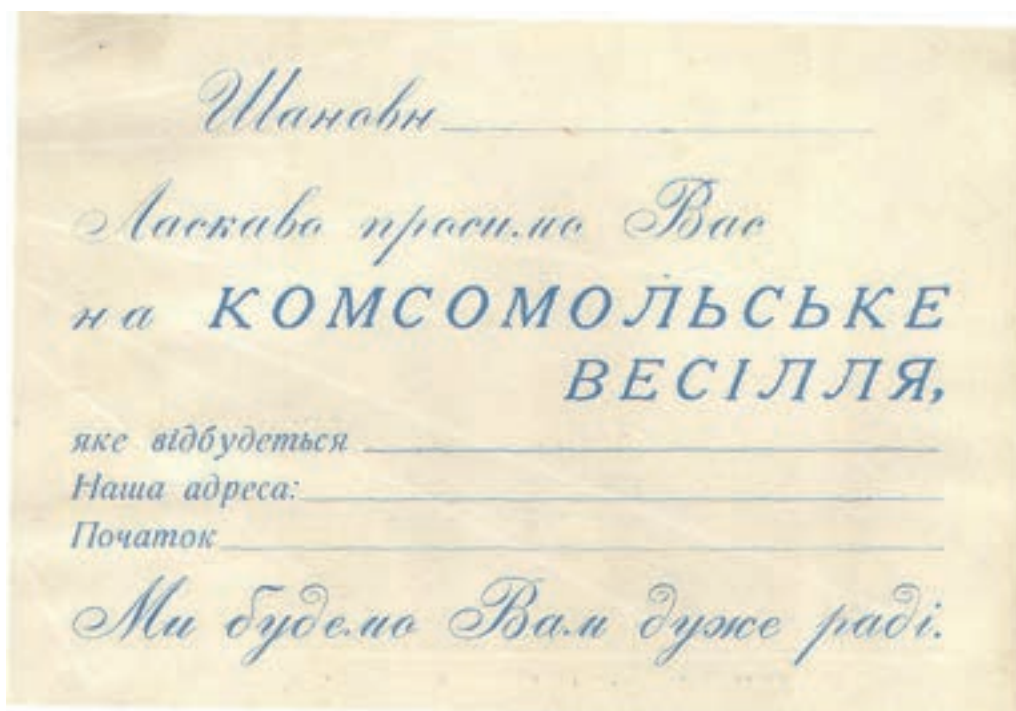 Шановн
Ласкаво просимо Вас
на КОМСОМОЛЬСЬКЕ
ВЕСІЛЛЯ,
яке відбудеться
Наша адреса:
Початок
Ми будемо Вам дуже раді.